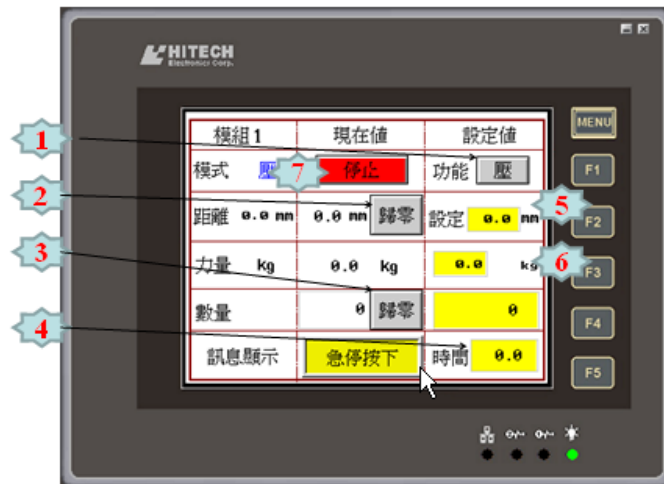 HITECH
Electronics Corp.
MENU
F1
F2
F3
F4
F5
1
2
3
4
5
6
7
模組1 現在值 設定值
模式 壓 停止 功能 壓
距離 0.0 mm 0.0 mm 歸零 設定 0.0 mm
力量 kg 0.0 kg 0.0 kg
數量 0 歸零 0
訊息顯示 急停按下 時間 0.0